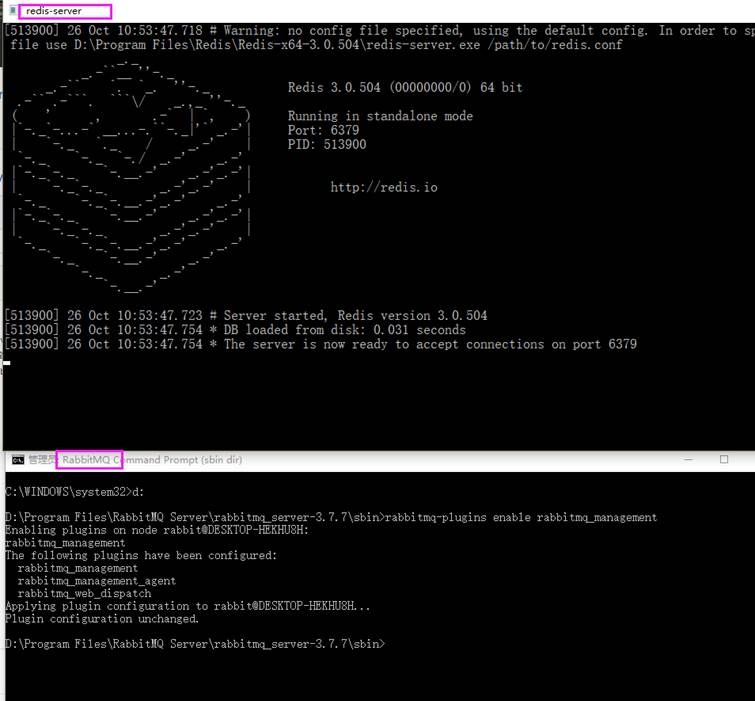 redis-server
[513900] 26 Oct 10:53:47.718 # Warning: no config file specified, using the default config. In order to sp
file use D:\Program Files\Redis\Redis-x64-3.0.504\redis-server.exe /path/to/redis.conf
Redis 3.0.504 (00000000/0) 64 bit
Running in standalone mode
Port: 6379
PID: 513900
http://redis.io
[513900] 26 Oct 10:53:47.723 # Server started, Redis version 3.0.504
[513900] 26 Oct 10:53:47.754 * DB loaded from disk: 0.031 seconds
[513900] 26 Oct 10:53:47.754 * The server is now ready to accept connections on port 6379
管理员: RabbitMQ Command Prompt (sbin dir)
C:\WINDOWS\system32>d:
D:\Program Files\RabbitMQ Server\rabbitmq_server-3.7.7\sbin>rabbitmq-plugins enable rabbitmq_management
Enabling plugins on node rabbit@DESKTOP-HEKHU8H:
rabbitmq_management
The following plugins have been configured:
rabbitmq_management
rabbitmq_management_agent
rabbitmq_web_dispatch
Applying plugin configuration to rabbit@DESKTOP-HEKHU8H...
Plugin configuration unchanged.
D:\Program Files\RabbitMQ Server\rabbitmq_server-3.7.7\sbin>